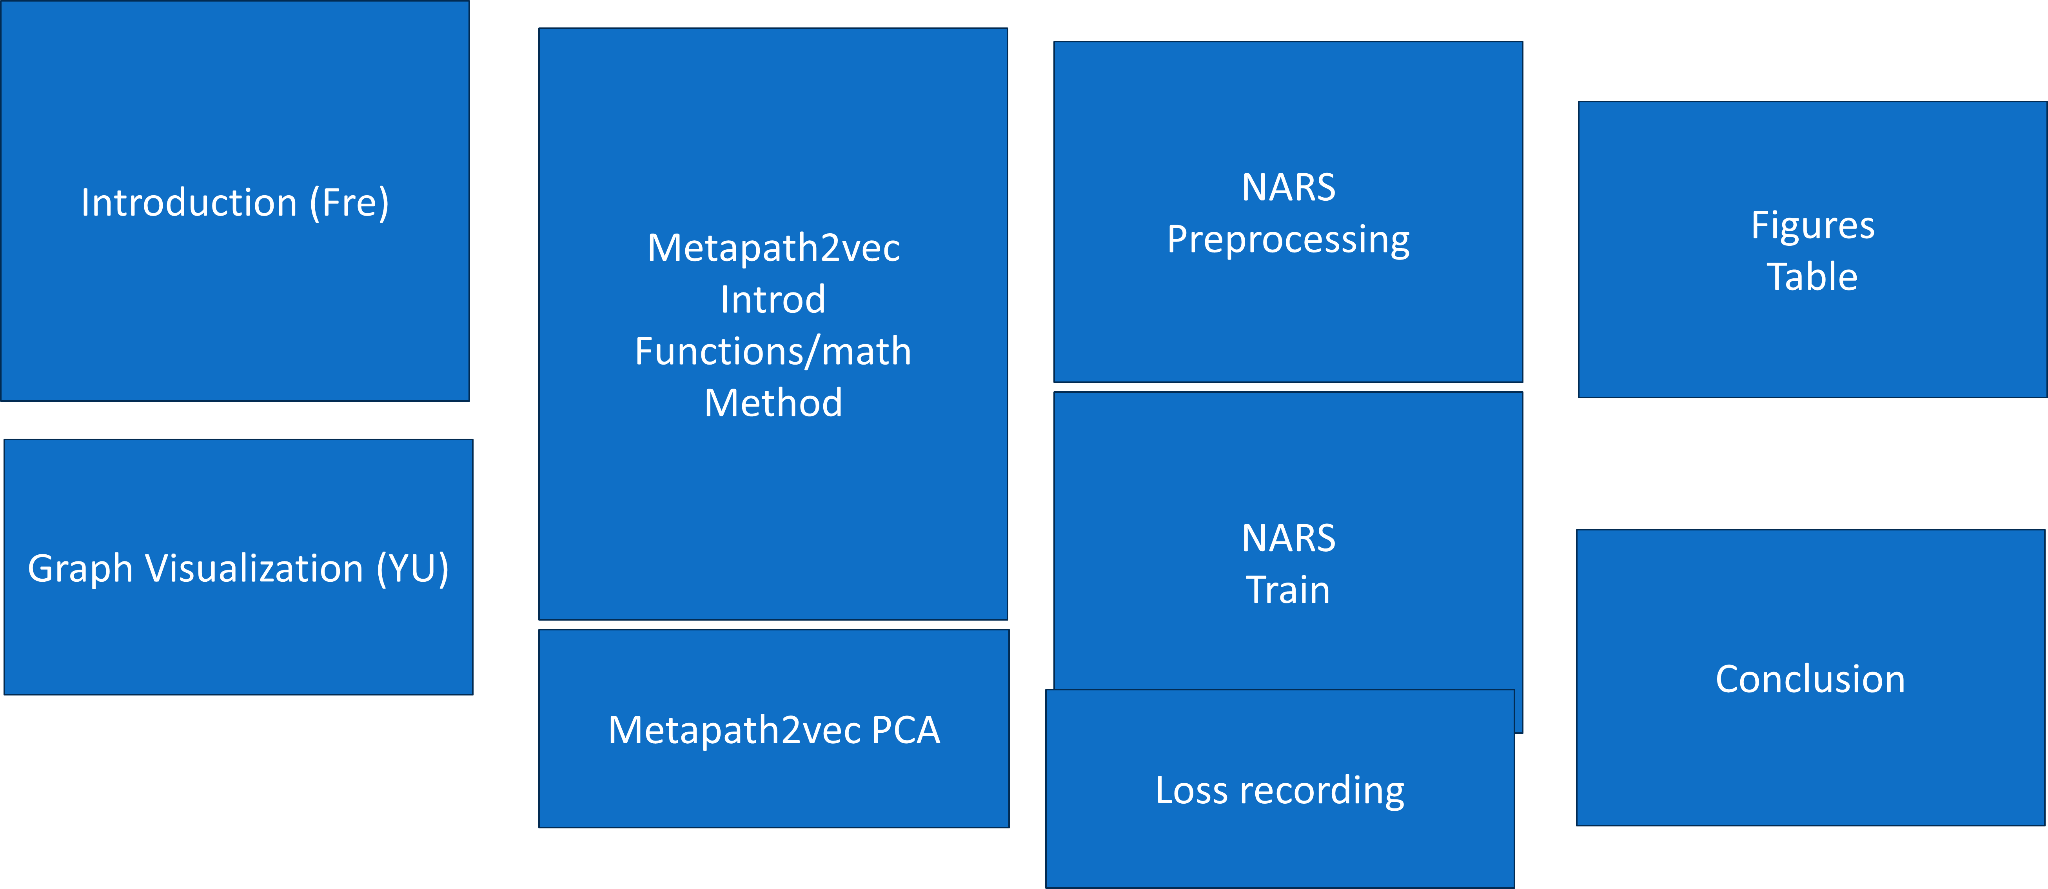 Introduction (Fre)
Graph Visualization (YU)
Metapath2vec
Introd
Functions/math
Method
Metapath2vec PCA
NARS
Preprocessing
NARS
Train
Loss recording
Figures
Table
Conclusion